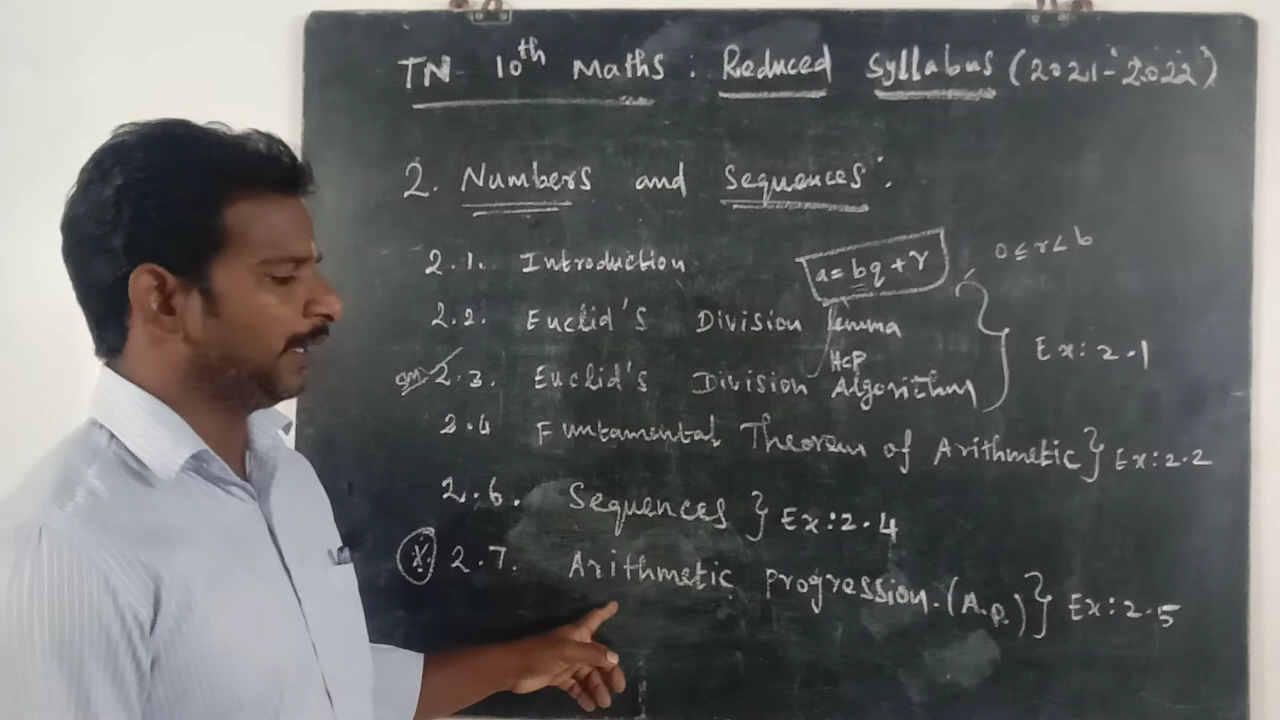 TN 10th Maths : Reduced Syllabus (2021-2022)
2. Numbers and Sequences :
2.1. Introduction
a = bq + r
0 ≤ r < b
2.2. Euclid's Division lemma
HCF
2.3. Euclid's Division Algorithm
} Ex: 2.1
2.4 Funtamental Theorem of Arithmetic } Ex: 2.2
2.6. Sequences } Ex: 2.4
2.7. Arithmetic Progression. (A.P.) } Ex: 2.5